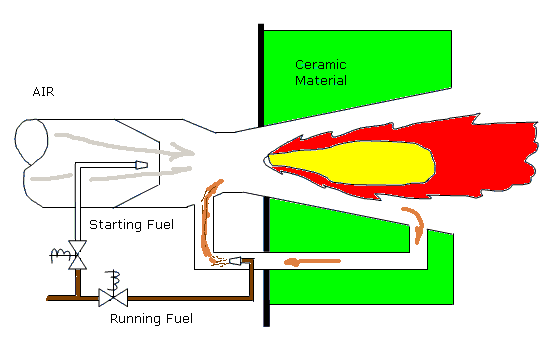 Ceramic
Material
AIR
Starting Fuel
Running Fuel